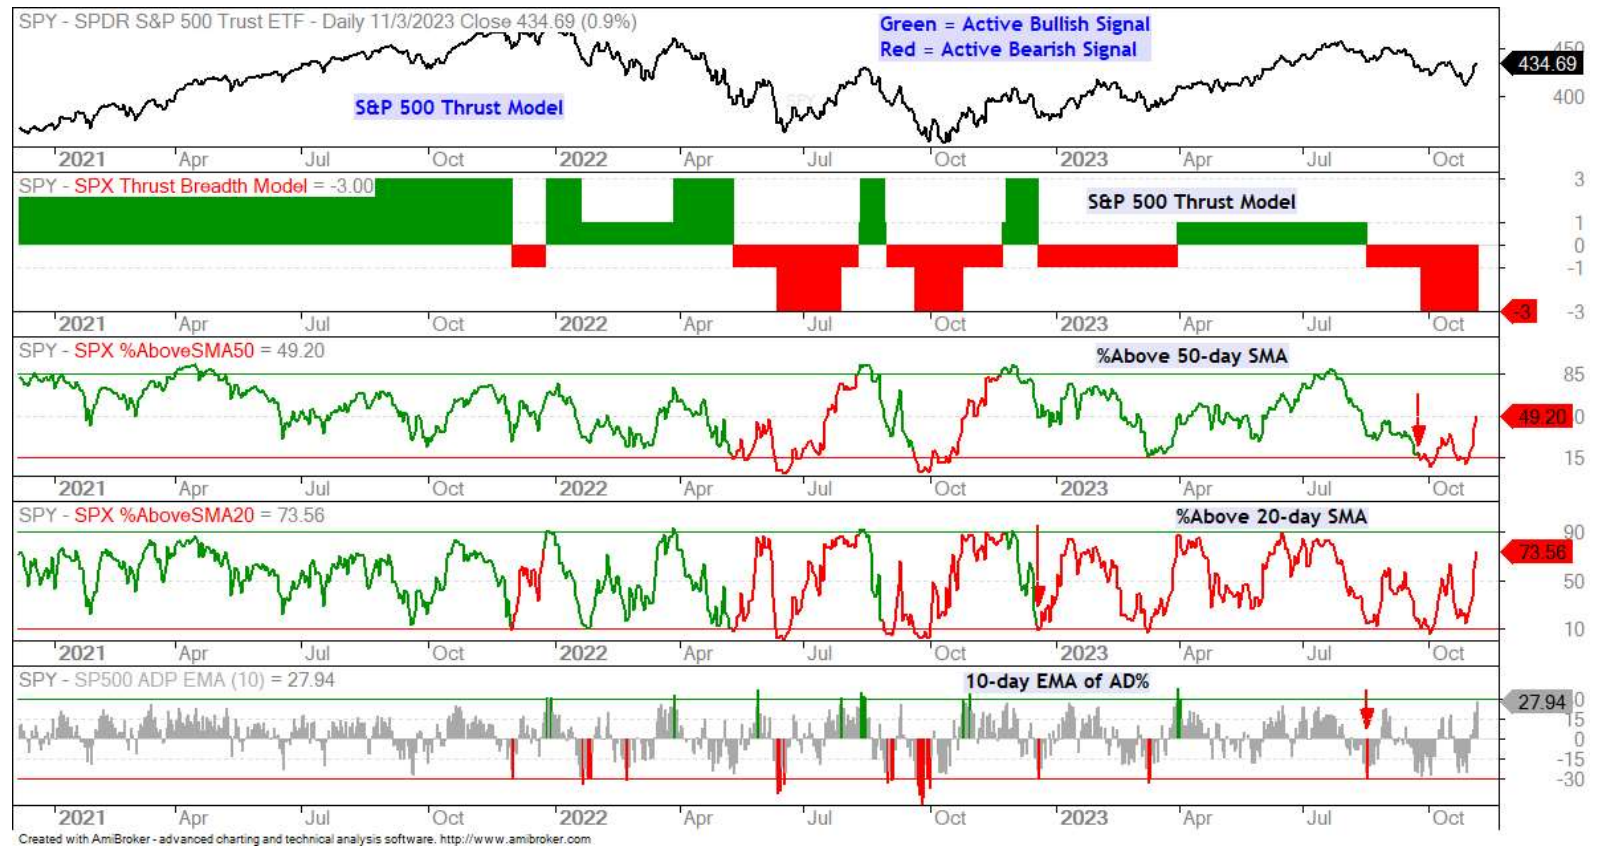 SPY - SPDR S&P 500 Trust ETF - Daily 11/3/2023 Close 434.69 (0.9%)
Green = Active Bullish Signal
Red = Active Bearish Signal
S&P 500 Thrust Model
450
434.69
400
2021 Apr Jul Oct 2022 Apr Jul Oct 2023 Apr Jul Oct
SPY - SPX Thrust Breadth Model = -3.00
S&P 500 Thrust Model
3
1
0
-1
-3 -3
2021 Apr Jul Oct 2022 Apr Jul Oct 2023 Apr Jul Oct
SPY - SPX %AboveSMA50 = 49.20
%Above 50-day SMA
85
49.20 0
15
2021 Apr Jul Oct 2022 Apr Jul Oct 2023 Apr Jul Oct
SPY - SPX %AboveSMA20 = 73.56
%Above 20-day SMA
90
73.56
50
10
2021 Apr Jul Oct 2022 Apr Jul Oct 2023 Apr Jul Oct
SPY - SP500 ADP EMA (10) = 27.94
10-day EMA of AD%
27.94 0
15
0
-15
-30
2021 Apr Jul Oct 2022 Apr Jul Oct 2023 Apr Jul Oct
Created with AmiBroker - advanced charting and technical analysis software. http://www.amibroker.com